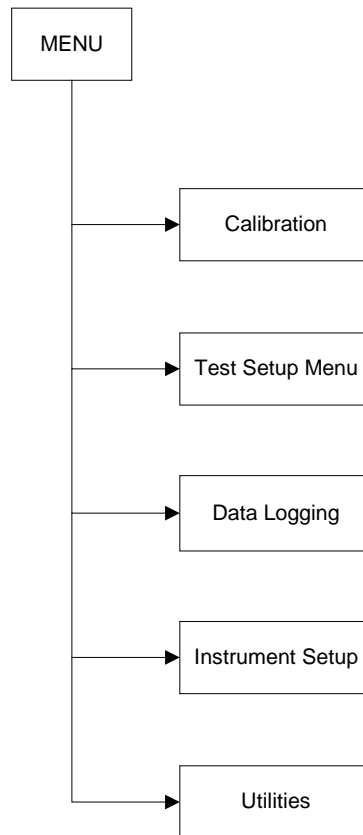 MENU
Calibration
Test Setup Menu
Data Logging
Instrument Setup
Utilities